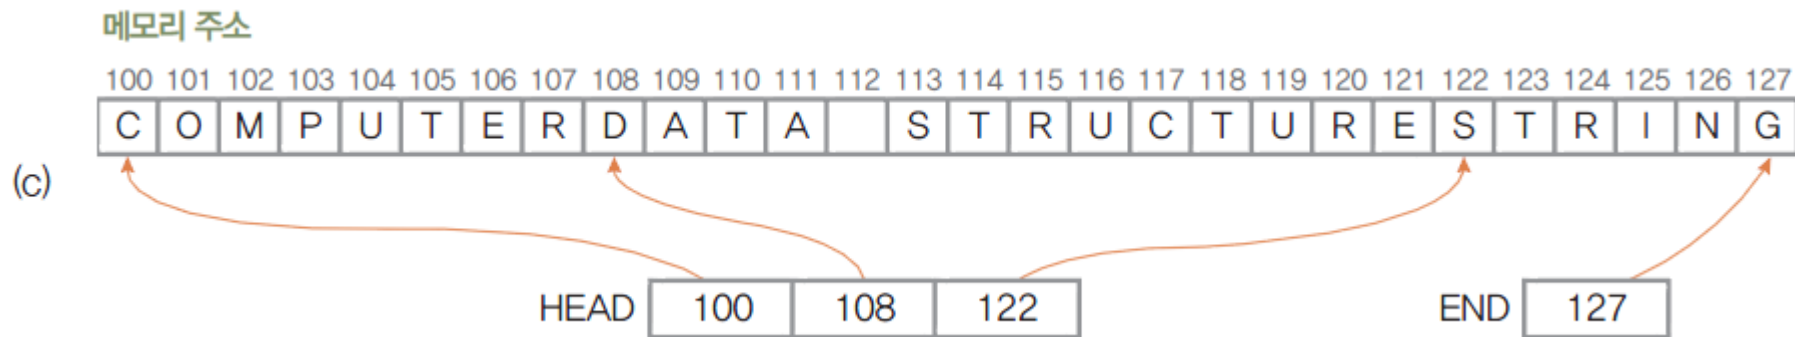 메모리 주소
100 101 102 103 104 105 106 107 108 109 110 111 112 113 114 115 116 117 118 119 120 121 122 123 124 125 126 127
C O M P U T E R D A T A S T R U C T U R E S T R I N G
(c)
HEAD 100 108 122 END 127